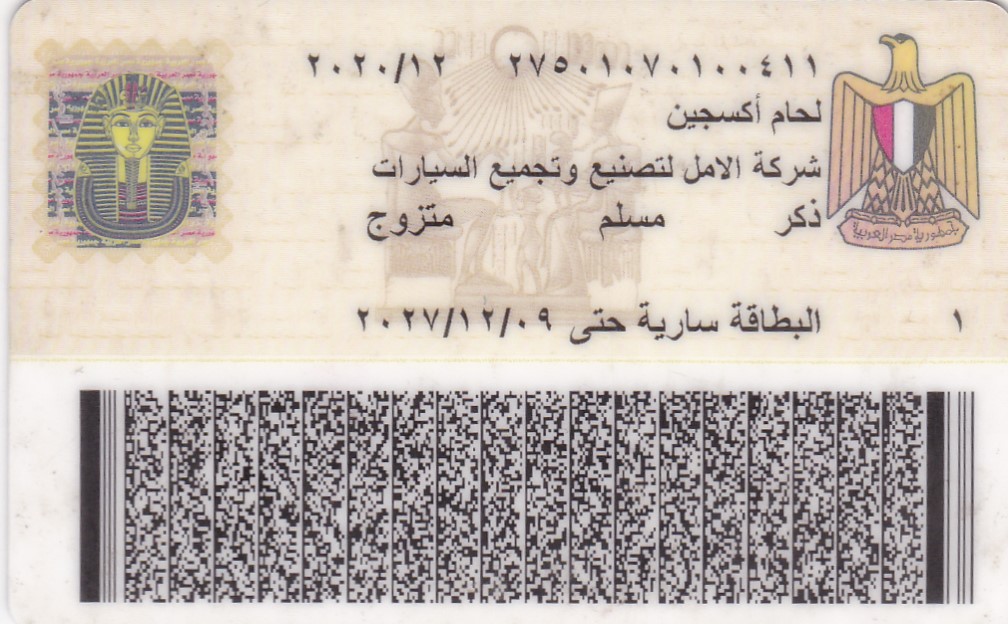 ٢٧٥٠١٠٧٠١٠٠٤١١ ٢٠٢٠/١٢
لحام أكسجين
شركة الامل لتصنيع وتجميع السيارات
ذكر مسلم متزوج
جمهورية مصر العربية
١ البطاقة سارية حتى ٢٠٢٧/١٢/٠٩